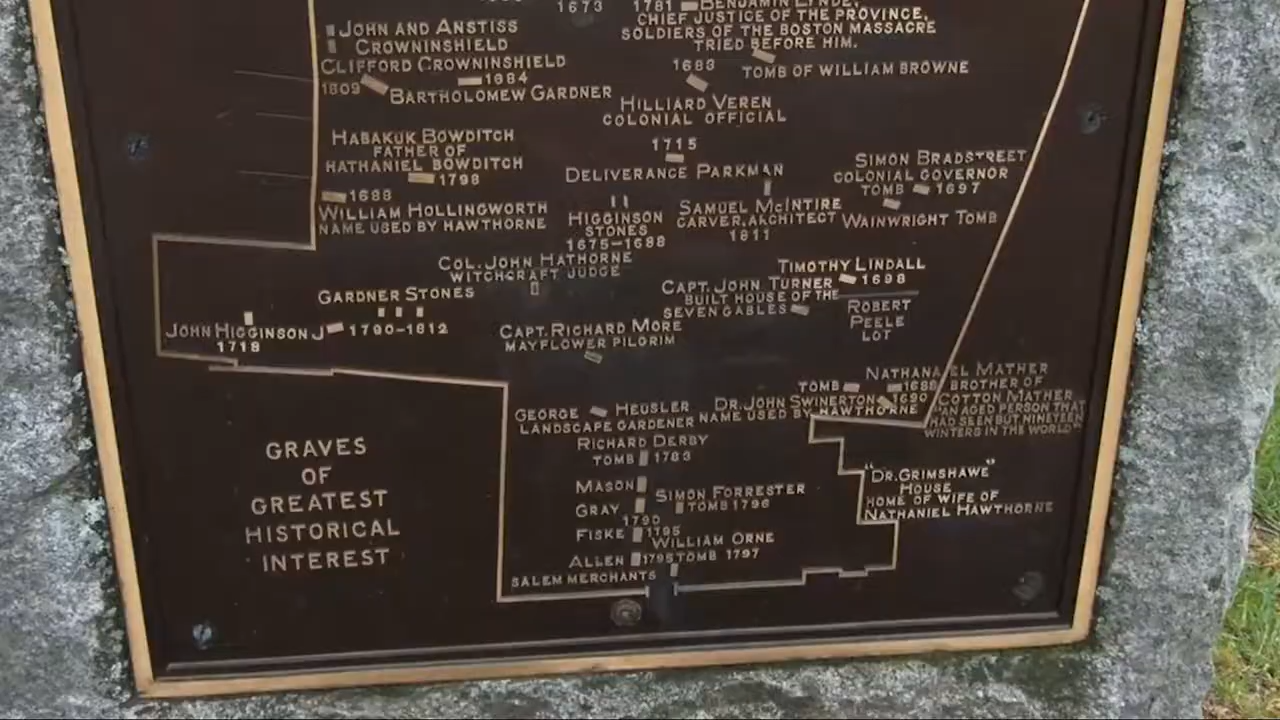 1673
1781 BENJAMIN LYNDE,
CHIEF JUSTICE OF THE PROVINCE,
SOLDIERS OF THE BOSTON MASSACRE
TRIED BEFORE HIM.
JOHN AND ANSTISS
CROWNINSHIELD
CLIFFORD CROWNINSHIELD
1809
1684
BARTHOLOMEW GARDNER
1683
TOMB OF WILLIAM BROWNE
HILLIARD VEREN
COLONIAL OFFICIAL
HABAKUK BOWDITCH
FATHER OF
NATHANIEL BOWDITCH
1798
1715
DELIVERANCE PARKMAN
SIMON BRADSTREET
COLONIAL GOVERNOR
TOMB 1697
1688
WILLIAM HOLLINGWORTH
NAME USED BY HAWTHORNE
HIGGINSON
STONES
1675-1688
SAMUEL MCINTIRE
CARVER, ARCHITECT
1811
WAINWRIGHT TOMB
COL. JOHN HATHORNE
WITCHCRAFT JUDGE
TIMOTHY LINDALL
1698
GARDNER STONES
1790-1812
CAPT. JOHN TURNER
BUILT HOUSE OF THE
SEVEN GABLES
ROBERT
PEELE
LOT
JOHN HIGGINSON J
1718
CAPT. RICHARD MORE
MAYFLOWER PILGRIM
NATHANAEL MATHER
TOMB 1688 BROTHER OF
COTTON MATHER
"AN AGED PERSON THAT
HAD SEEN BUT NINETEEN
WINTERS IN THE WORLD"
GEORGE HEUSLER
LANDSCAPE GARDENER
DR. JOHN SWINERTON 1690
NAME USED BY HAWTHORNE
RICHARD DERBY
TOMB 1783
"DR. GRIMSHAWE"
HOUSE
HOME OF WIFE OF
NATHANIEL HAWTHORNE
MASON
GRAY
1790
SIMON FORRESTER
TOMB 1796
FISKE 1795
WILLIAM ORNE
ALLEN 1795 TOMB 1797
SALEM MERCHANTS
GRAVES
OF
GREATEST
HISTORICAL
INTEREST